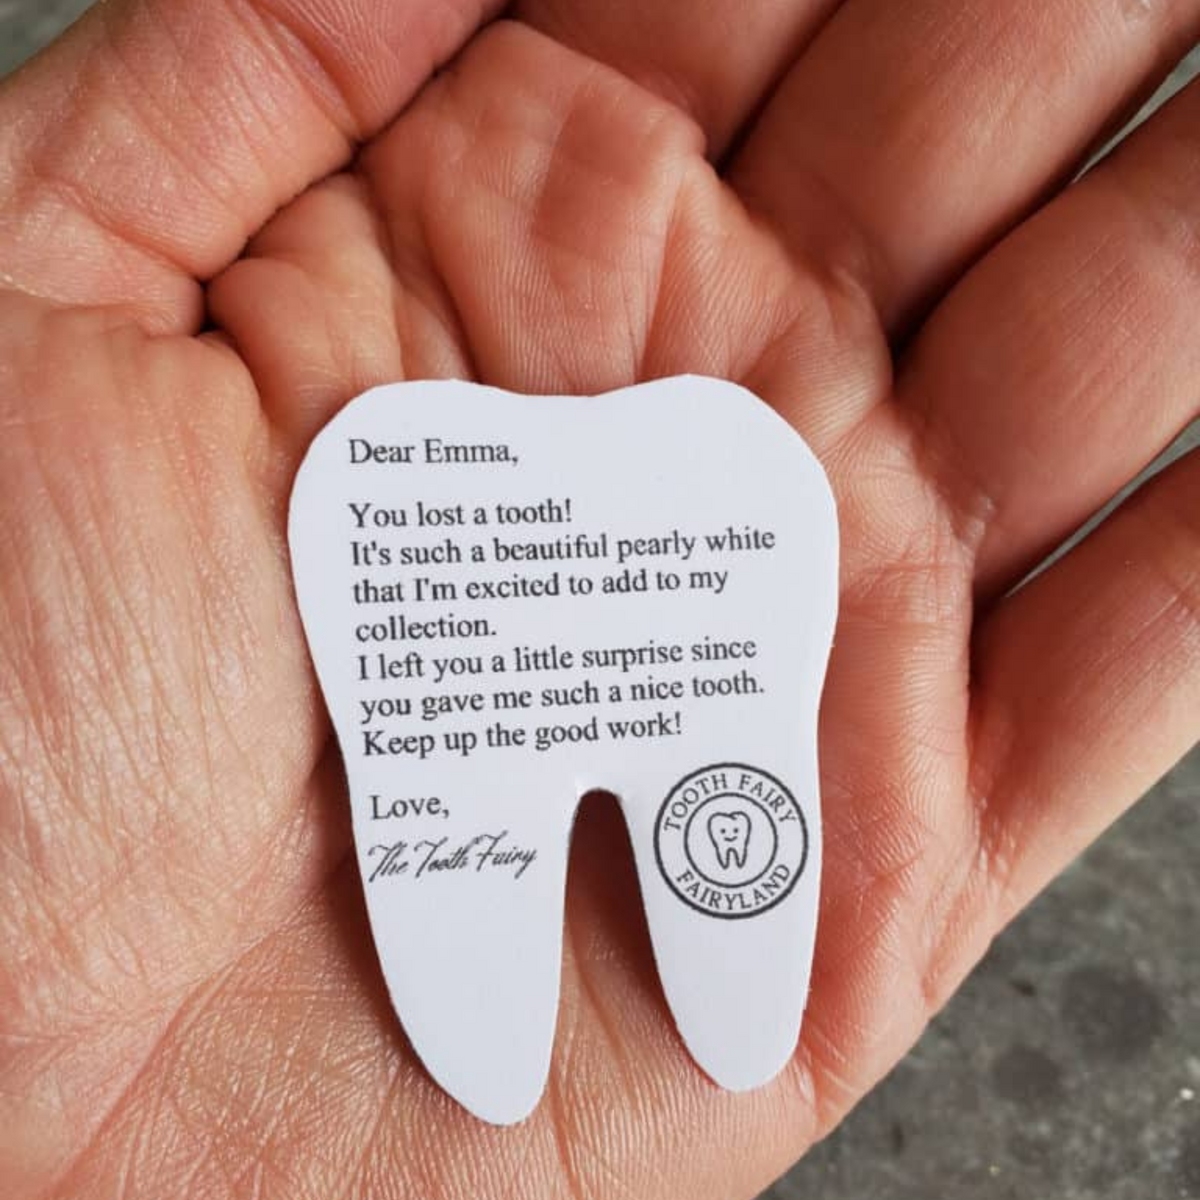 Dear Emma,
You lost a tooth!
It's such a beautiful pearly white
that I'm excited to add to my
collection.
I left you a little surprise since
you gave me such a nice tooth.
Keep up the good work!
Love,
The Tooth Fairy
TOOTH FAIRY
FAIRYLAND